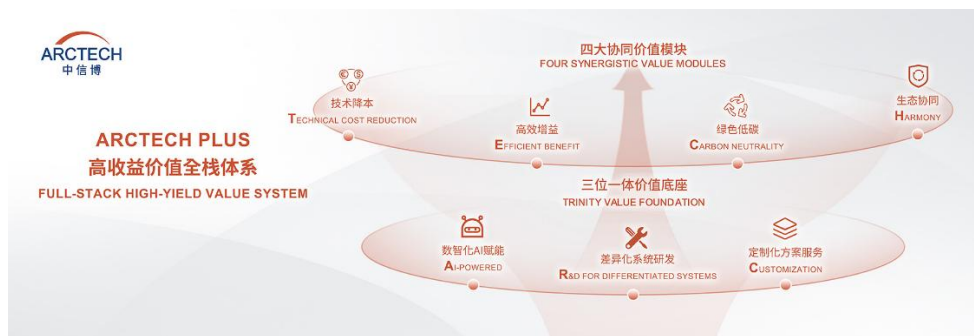 ARCTECH
中信博
ARCTECH PLUS
高收益价值全栈体系
FULL-STACK HIGH-YIELD VALUE SYSTEM
四大协同价值模块
FOUR SYNERGISTIC VALUE MODULES
技术降本
TECHNICAL COST REDUCTION
高效增益
EFFICIENT BENEFIT
绿色低碳
CARBON NEUTRALITY
生态协同
HARMONY
三位一体价值底座
TRINITY VALUE FOUNDATION
数智化AI赋能
AI-POWERED
差异化系统研发
R&D FOR DIFFERENTIATED SYSTEMS
定制化方案服务
CUSTOMIZATION